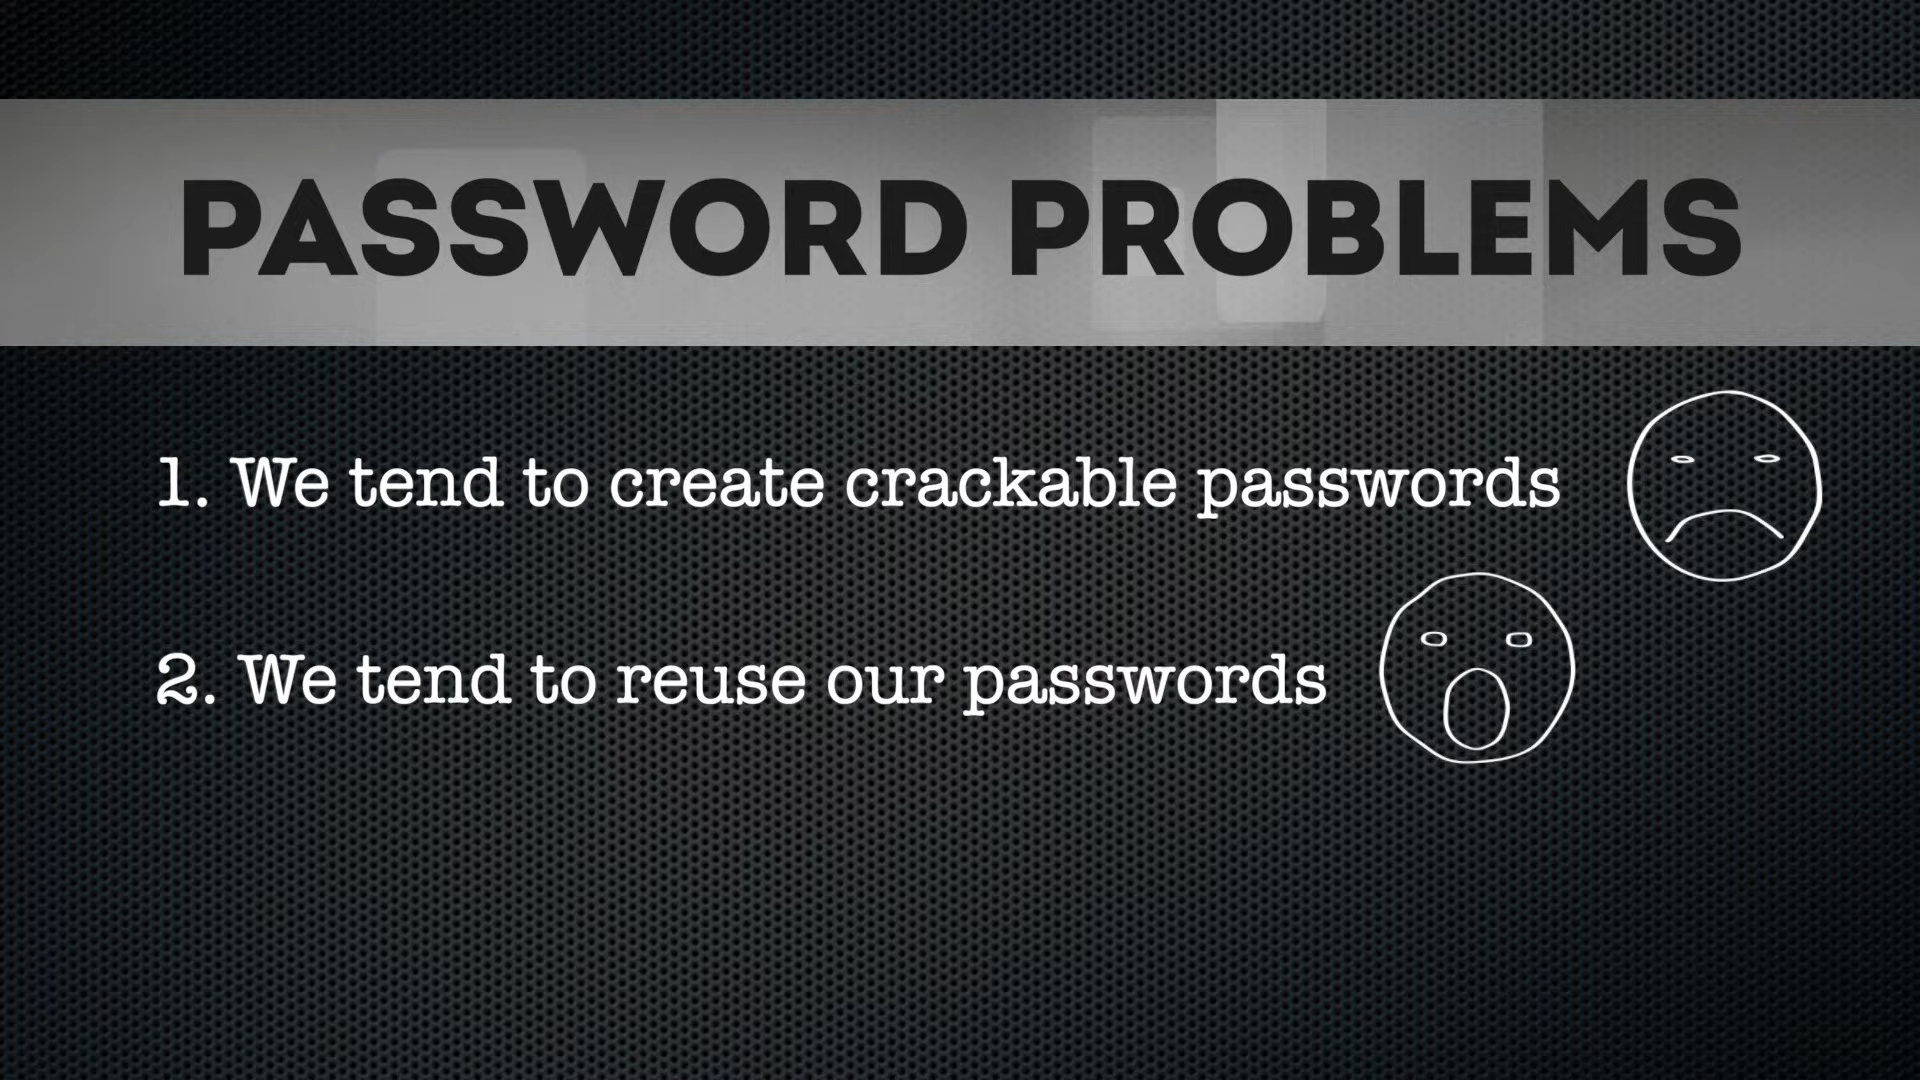 PASSWORD PROBLEMS
1. We tend to create crackable passwords
2. We tend to reuse our passwords